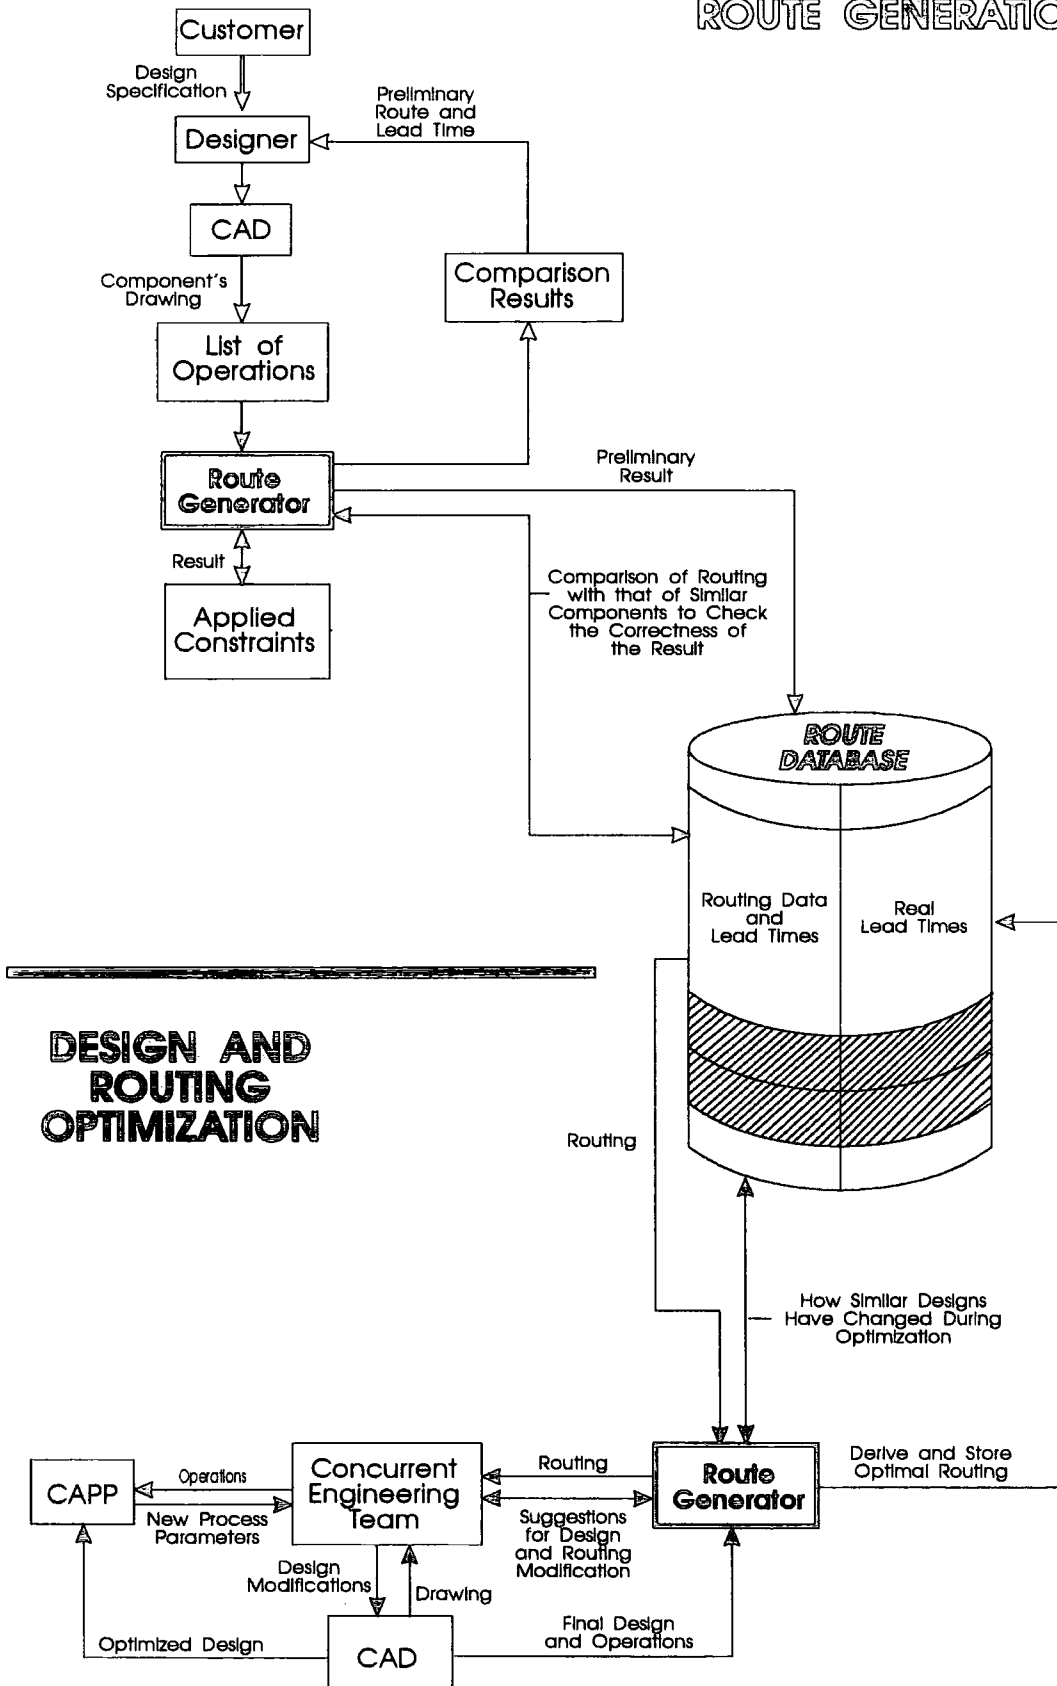 ROUTE GENERATIO
Customer
Design
Specification
Preliminary
Route and
Lead Time
Designer
CAD
Component's
Drawing
Comparison
Results
List of
Operations
Route
Generator
Preliminary
Result
Result
Applied
Constraints
Comparison of Routing
with that of Similar
Components to Check
the Correctness of
the Result
ROUTE
DATABASE
Routing Data
and
Lead Times
Real
Lead Times
DESIGN AND
ROUTING
OPTIMIZATION
Routing
How Similar Designs
Have Changed During
Optimization
CAPP
Operations
New Process
Parameters
Concurrent
Engineering
Team
Routing
Suggestions
for Design
and Routing
Modification
Route
Generator
Derive and Store
Optimal Routing
Design
Modifications
Drawing
Optimized Design
CAD
Final Design
and Operations